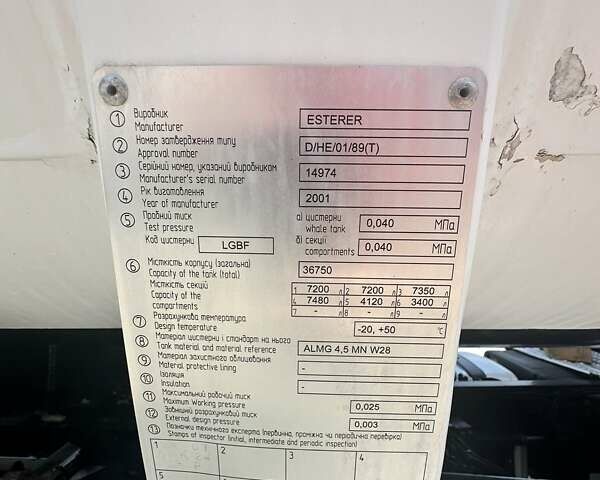 1 Виробник ESTERER
Manufacturer
2 Номер затвердження типу D/HE/01/89(T)
Approval number
3 Серійний номер, указаний виробником 14974
Manufacturer's serial number
4 Рік виготовлення 2001
Year of manufacturer
5 Пробний тиск а) цистерни 0,040 МПа
Test pressure whole tank
Код цистерни LGBF б) секції 0,040 МПа
compartments
6 Місткість корпусу (загальна) 36750
Capacity of the tank (total)
Місткість секцій 1 7200 л 2 7200 л 3 7350 л
Capacity of the 4 7480 л 5 4120 л 6 3400 л
compartments 7 - л 8 - л 9 - л
7 Розрахункова температура -20, +50 °С
Design temperature
8 Матеріал цистерни і стандарт на нього ALMG 4,5 MN W28
Tank material and material reference
9 Матеріал захистного облицювання -
Material protective lining
10 Ізоляція -
Insulation
11 Максимальний робочий тиск 0,025 МПа
Maximum Working pressure
12 Зовнішній розрахунковий тиск 0,003 МПа
External design pressure
13 Позначки технічного експерта (первинна, проміжна чи періодична перевірка)
Stamps of inspector (initial, intermediate and periodic inspection)
1 2 3 4
5